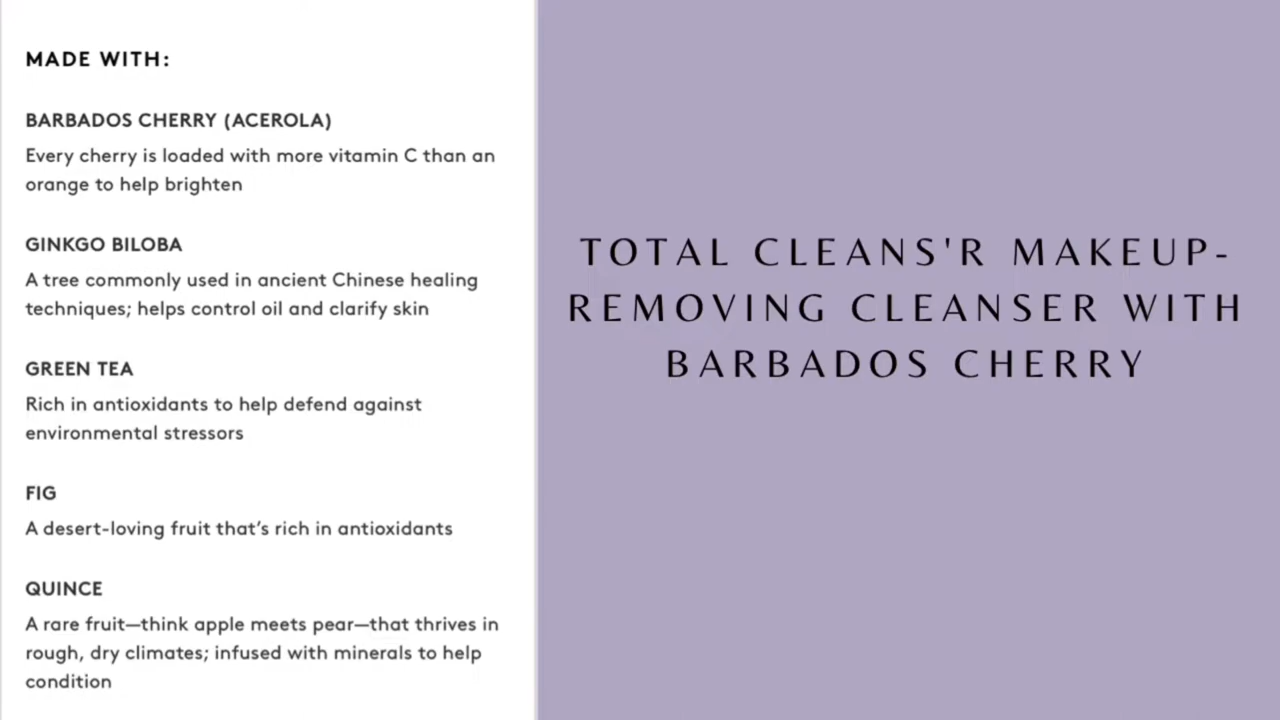 MADE WITH:
BARBADOS CHERRY (ACEROLA)
Every cherry is loaded with more vitamin C than an
orange to help brighten
GINKGO BILOBA
A tree commonly used in ancient Chinese healing
techniques; helps control oil and clarify skin
GREEN TEA
Rich in antioxidants to help defend against
environmental stressors
FIG
A desert-loving fruit that’s rich in antioxidants
QUINCE
A rare fruit—think apple meets pear—that thrives in
rough, dry climates; infused with minerals to help
condition
TOTAL CLEANS'R MAKEUP-
REMOVING CLEANSER WITH
BARBADOS CHERRY